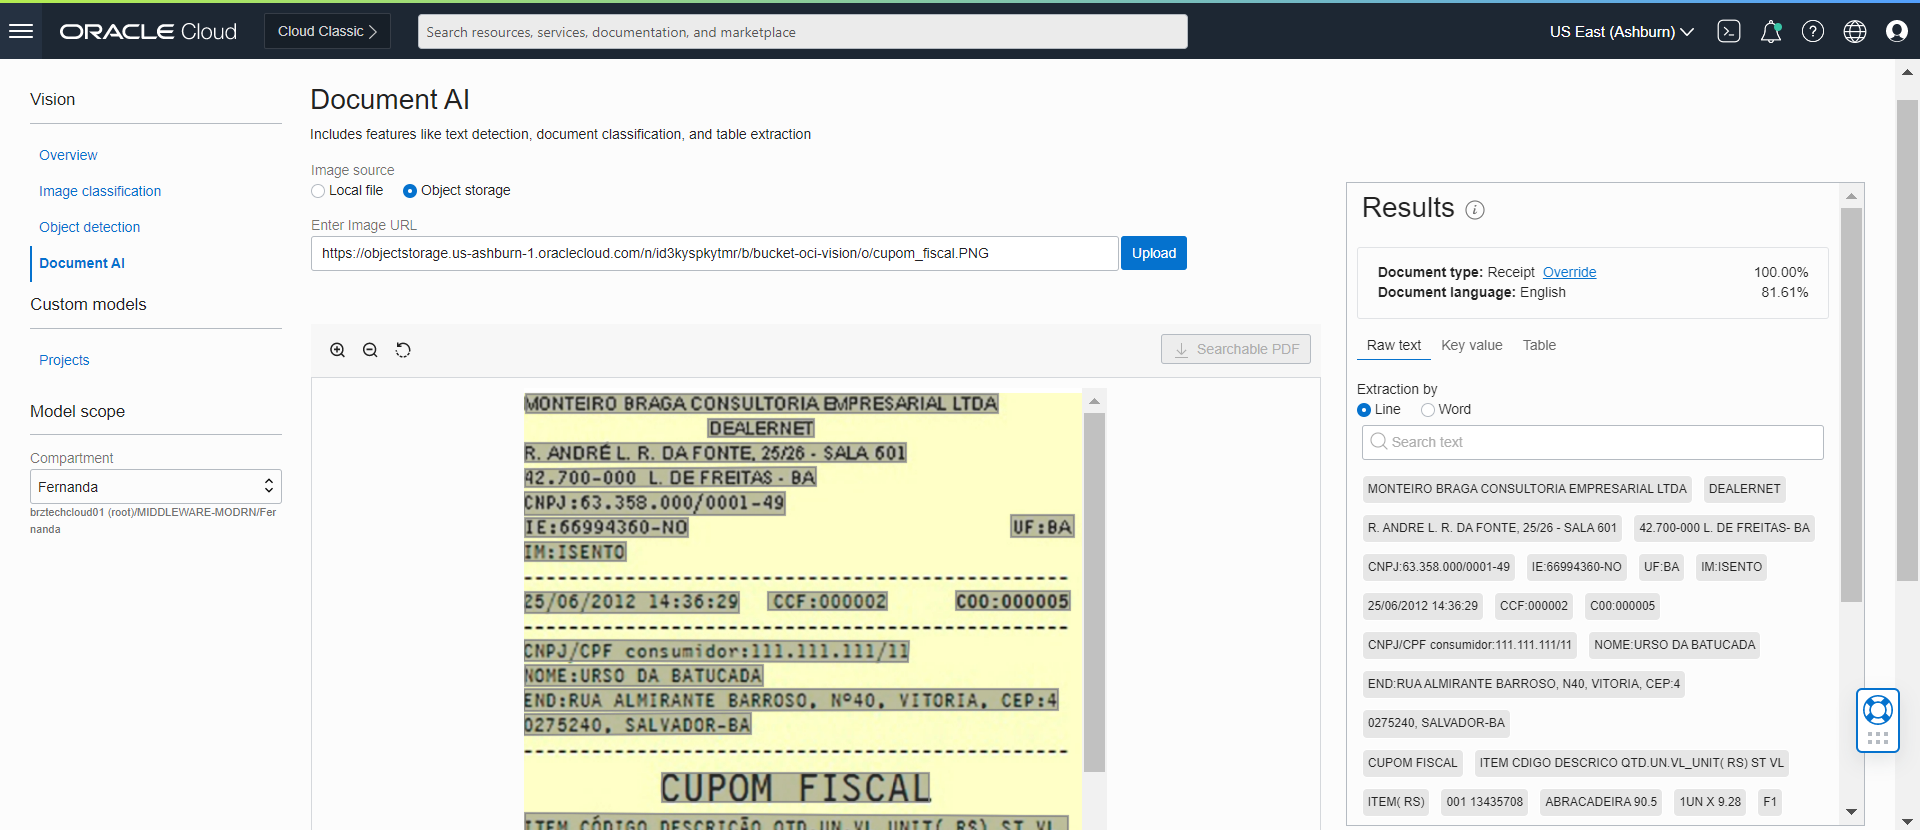 ORACLE Cloud
Cloud Classic
Search resources, services, documentation, and marketplace
US East (Ashburn)
Vision
Overview
Image classification
Object detection
Document AI
Custom models
Projects
Model scope
Compartment
Fernanda
brztechcloud01 (root)/MIDDLEWARE-MODRN/Fer
nanda
Document AI
Includes features like text detection, document classification, and table extraction
Image source
Local file Object storage
Enter Image URL
https://objectstorage.us-ashburn-1.oraclecloud.com/n/id3kyspkytmr/b/bucket-oci-vision/o/cupom_fiscal.PNG
Upload
Searchable PDF
MONTEIRO BRAGA CONSULTORIA EMPRESARIAL LTDA
DEALERNET
R. ANDRÉ L. R. DA FONTE, 25/26 - SALA 601
42.700-000 L. DE FREITAS - BA
CNPJ:63.358.000/0001-49
IE:66994360-NO UF:BA
IM:ISENTO
25/06/2012 14:36:29 CCF:000002 COO:000005
CNPJ/CPF consumidor:111.111.111/11
NOME:URSO DA BATUCADA
END:RUA ALMIRANTE BARROSO, Nº40, VITORIA, CEP:4
0275240, SALVADOR-BA
CUPOM FISCAL
ITEM CÓDIGO DESCRIÇÃO QTD.UN.VL_UNIT( RS) ST VL
Results
Document type: Receipt Override 100.00%
Document language: English 81.61%
Raw text Key value Table
Extraction by
Line Word
Search text
MONTEIRO BRAGA CONSULTORIA EMPRESARIAL LTDA DEALERNET
R. ANDRE L. R. DA FONTE, 25/26 - SALA 601 42.700-000 L. DE FREITAS- BA
CNPJ:63.358.000/0001-49 IE:66994360-NO UF:BA IM:ISENTO
25/06/2012 14:36:29 CCF:000002 C00:000005
CNPJ/CPF consumidor:111.111.111/11 NOME:URSO DA BATUCADA
END:RUA ALMIRANTE BARROSO, N40, VITORIA, CEP:4
0275240, SALVADOR-BA
CUPOM FISCAL ITEM CDIGO DESCRICO QTD.UN.VL_UNIT( RS) ST VL
ITEM( RS) 001 13435708 ABRACADEIRA 90.5 1UN X 9.28 F1